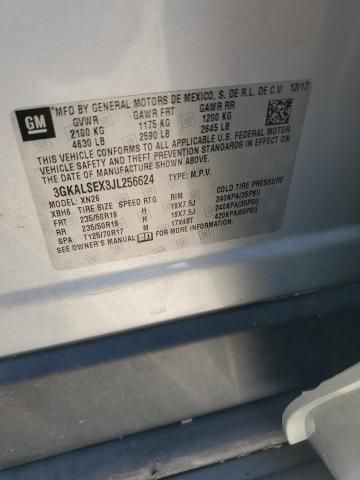 GM
*MFD BY GENERAL MOTORS DE MEXICO, S. DE R.L. DE C.V. 12/17
GVWR GAWR FRT GAWR RR
2100 KG 1175 KG 1200 KG
4630 LB 2590 LB 2645 LB
THIS VEHICLE CONFORMS TO ALL APPLICABLE U.S. FEDERAL MOTOR
VEHICLE SAFETY, BUMPER, AND THEFT PREVENTION STANDARDS IN EFFECT ON
THE DATE OF MANUFACTURE SHOWN ABOVE.
3GKALSEX3JL256624 TYPE: M.P.V.
MODEL: XN26
XBH6 TIRE SIZE SPEED RTG RIM COLD TIRE PRESSURE
FRT 235/50R19 H 19X7.5J 240KPA(35PSI)
RR 235/50R19 H 19X7.5J 240KPA(35PSI)
SPA T125/70R17 M 17X4BT 420KPA(60PSI)
SEE OWNER'S MANUAL